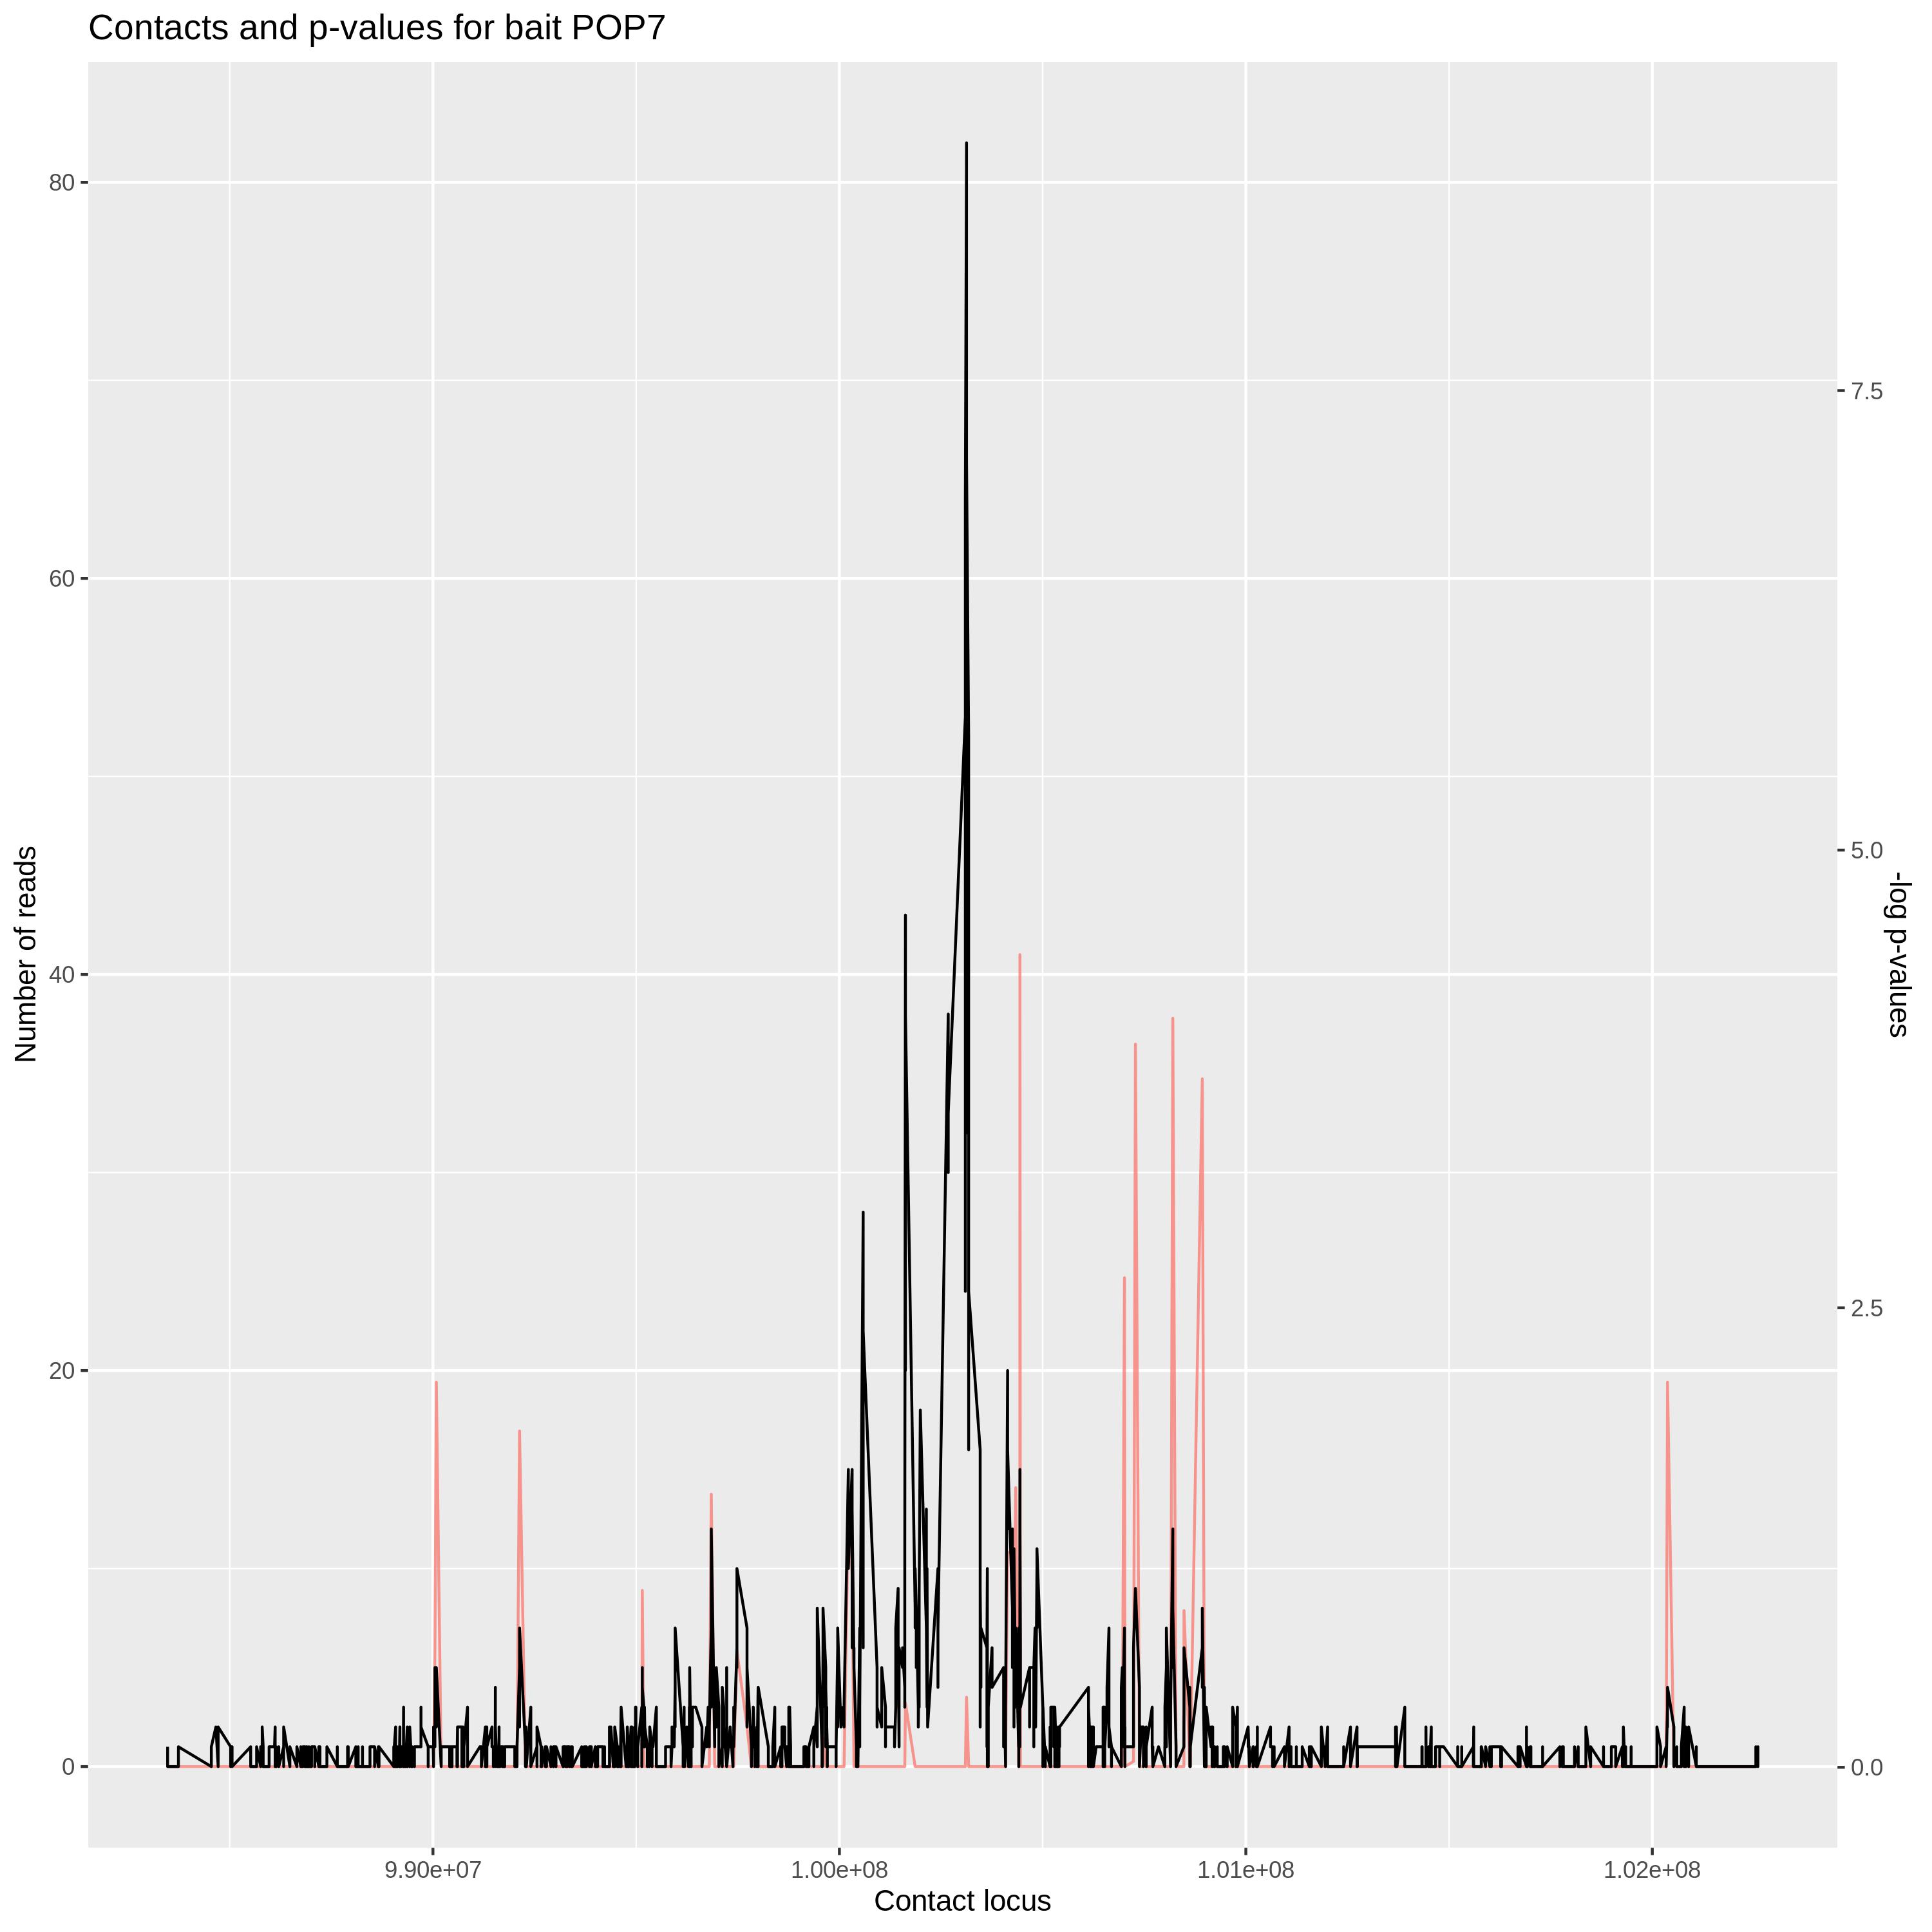 Contacts and p-values for bait POP7
80
60
40
20
0
Number of reads
7.5
5.0
2.5
0.0
-log p-values
9.90e+07
1.00e+08
1.01e+08
1.02e+08
Contact locus